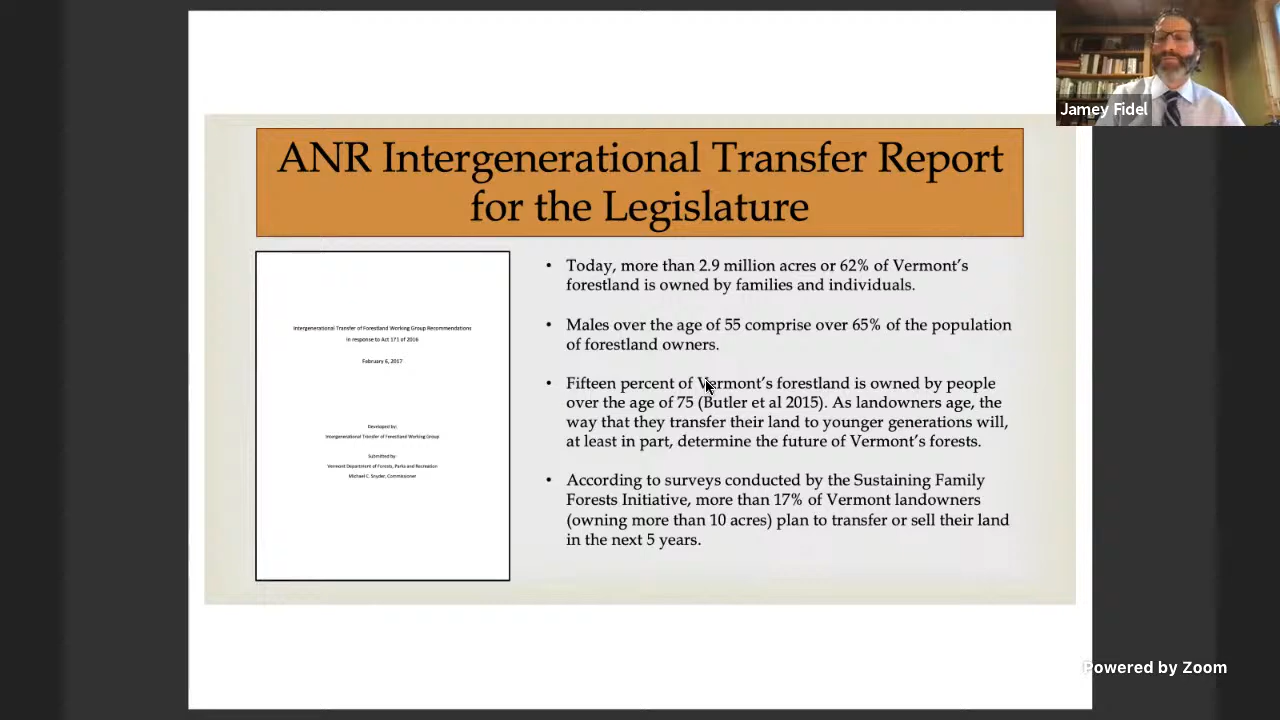 Jamey Fidel
ANR Intergenerational Transfer Report
for the Legislature
Intergenerational Transfer of Forestland Working Group Recommendations
in response to Act 171 of 2016
February 6, 2017
Developed by:
Intergenerational Transfer of Forestland Working Group
Submitted by:
Vermont Department of Forests, Parks and Recreation
Michael C. Snyder, Commissioner
• Today, more than 2.9 million acres or 62% of Vermont's
forestland is owned by families and individuals.
• Males over the age of 55 comprise over 65% of the population
of forestland owners.
• Fifteen percent of Vermont's forestland is owned by people
over the age of 75 (Butler et al 2015). As landowners age, the
way that they transfer their land to younger generations will,
at least in part, determine the future of Vermont's forests.
• According to surveys conducted by the Sustaining Family
Forests Initiative, more than 17% of Vermont landowners
(owning more than 10 acres) plan to transfer or sell their land
in the next 5 years.
Powered by Zoom